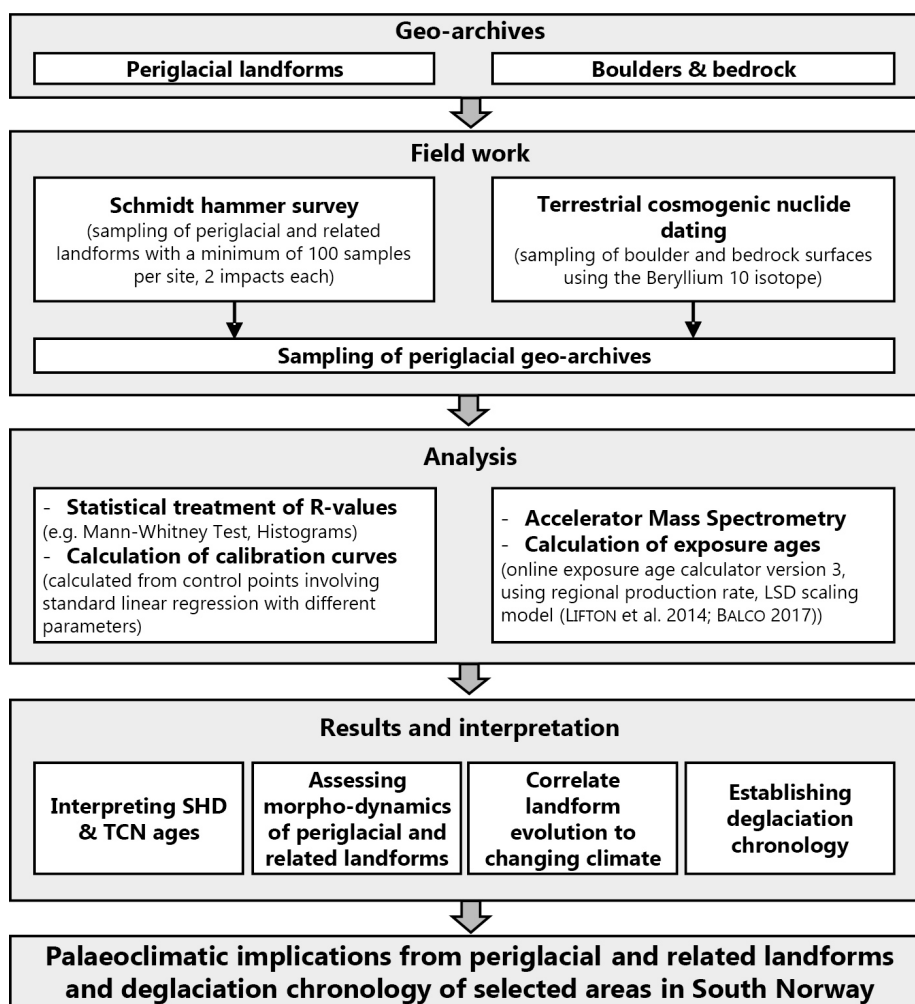 Geo-archives
Periglacial landforms
Boulders & bedrock
Field work
Schmidt hammer survey
(sampling of periglacial and related
landforms with a minimum of 100 samples
per site, 2 impacts each)
Terrestrial cosmogenic nuclide
dating
(sampling of boulder and bedrock surfaces
using the Beryllium 10 isotope)
Sampling of periglacial geo-archives
Analysis
- Statistical treatment of R-values
(e.g. Mann-Whitney Test, Histograms)
- Calculation of calibration curves
(calculated from control points involving
standard linear regression with different
parameters)
- Accelerator Mass Spectrometry
- Calculation of exposure ages
(online exposure age calculator version 3,
using regional production rate, LSD scaling
model (LIFTON et al. 2014; BALCO 2017))
Results and interpretation
Interpreting SHD
& TCN ages
Assessing
morpho-dynamics
of periglacial and
related landforms
Correlate
landform
evolution to
changing climate
Establishing
deglaciation
chronology
Palaeoclimatic implications from periglacial and related landforms
and deglaciation chronology of selected areas in South Norway